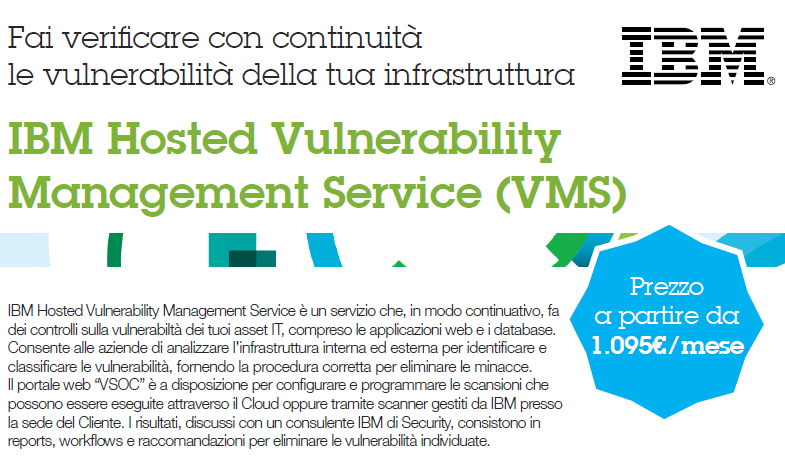 Fai verificare con continuità
le vulnerabilità della tua infrastruttura
IBM®
IBM Hosted Vulnerability
Management Service (VMS)
Prezzo
a partire da
1.095€/mese
IBM Hosted Vulnerability Management Service è un servizio che, in modo continuativo, fa
dei controlli sulla vulnerabiltà dei tuoi asset IT, compreso le applicazioni web e i database.
Consente alle aziende di analizzare l'infrastruttura interna ed esterna per identificare e
classificare le vulnerabilità, fornendo la procedura corretta per eliminare le minacce.
Il portale web “VSOC” è a disposizione per configurare e programmare le scansioni che
possono essere eseguite attraverso il Cloud oppure tramite scanner gestiti da IBM presso
la sede del Cliente. I risultati, discussi con un consulente IBM di Security, consistono in
reports, workflows e raccomandazioni per eliminare le vulnerabilità individuate.